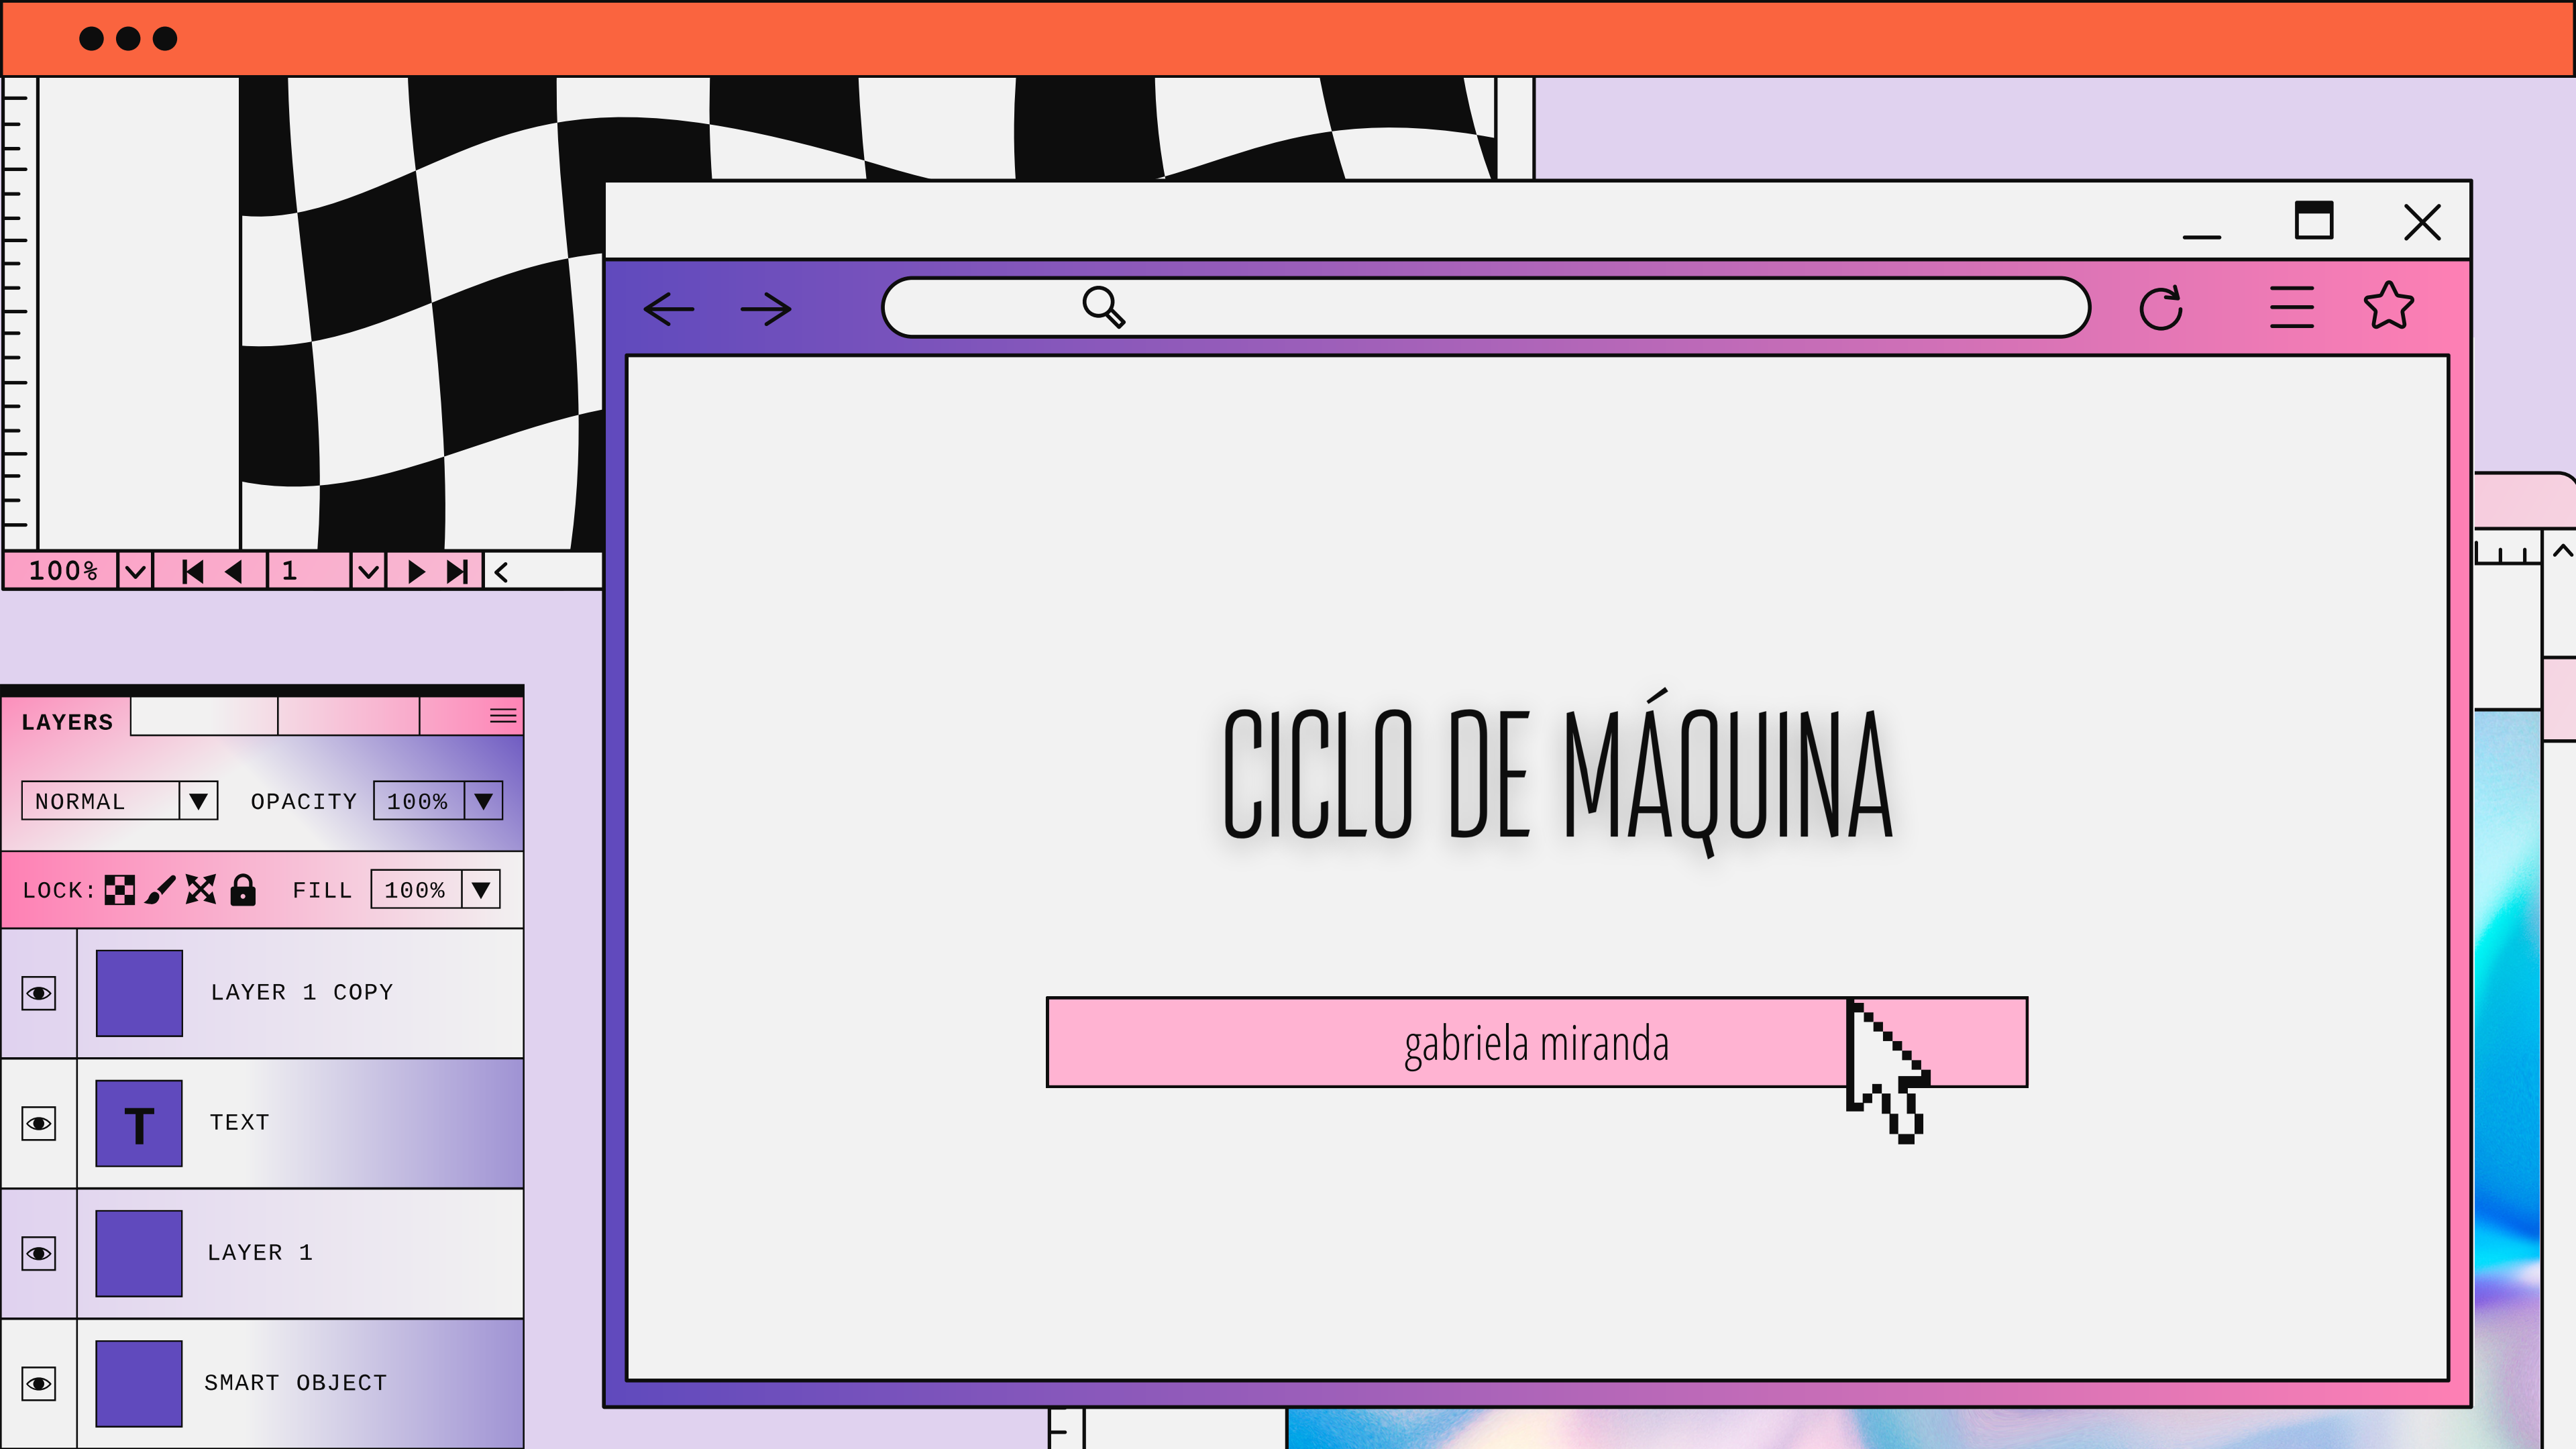 100% 1
LAYERS
NORMAL OPACITY 100%
LOCK: FILL 100%
LAYER 1 COPY
T TEXT
LAYER 1
SMART OBJECT
CICLO DE MÁQUINA
gabriela miranda